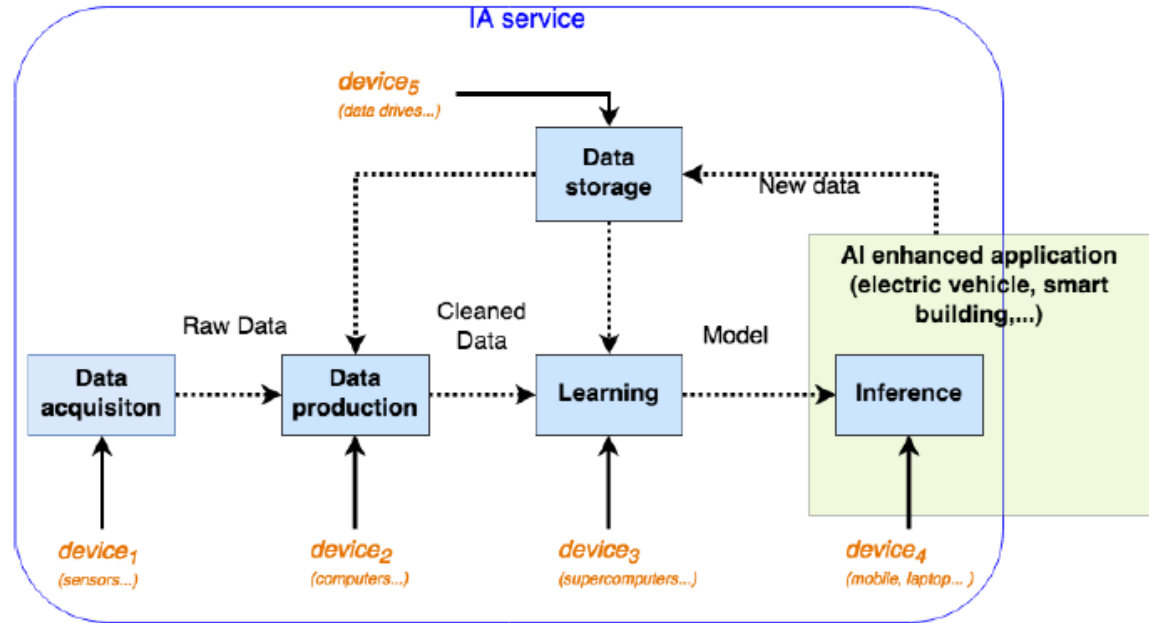 IA service
device5
(data drives...)
Data
storage
New data
AI enhanced application
(electric vehicle, smart
building,...)
Raw Data
Cleaned
Data
Model
Data
acquisiton
Data
production
Learning
Inference
device1
(sensors...)
device2
(computers...)
device3
(supercomputers...)
device4
(mobile, laptop... )